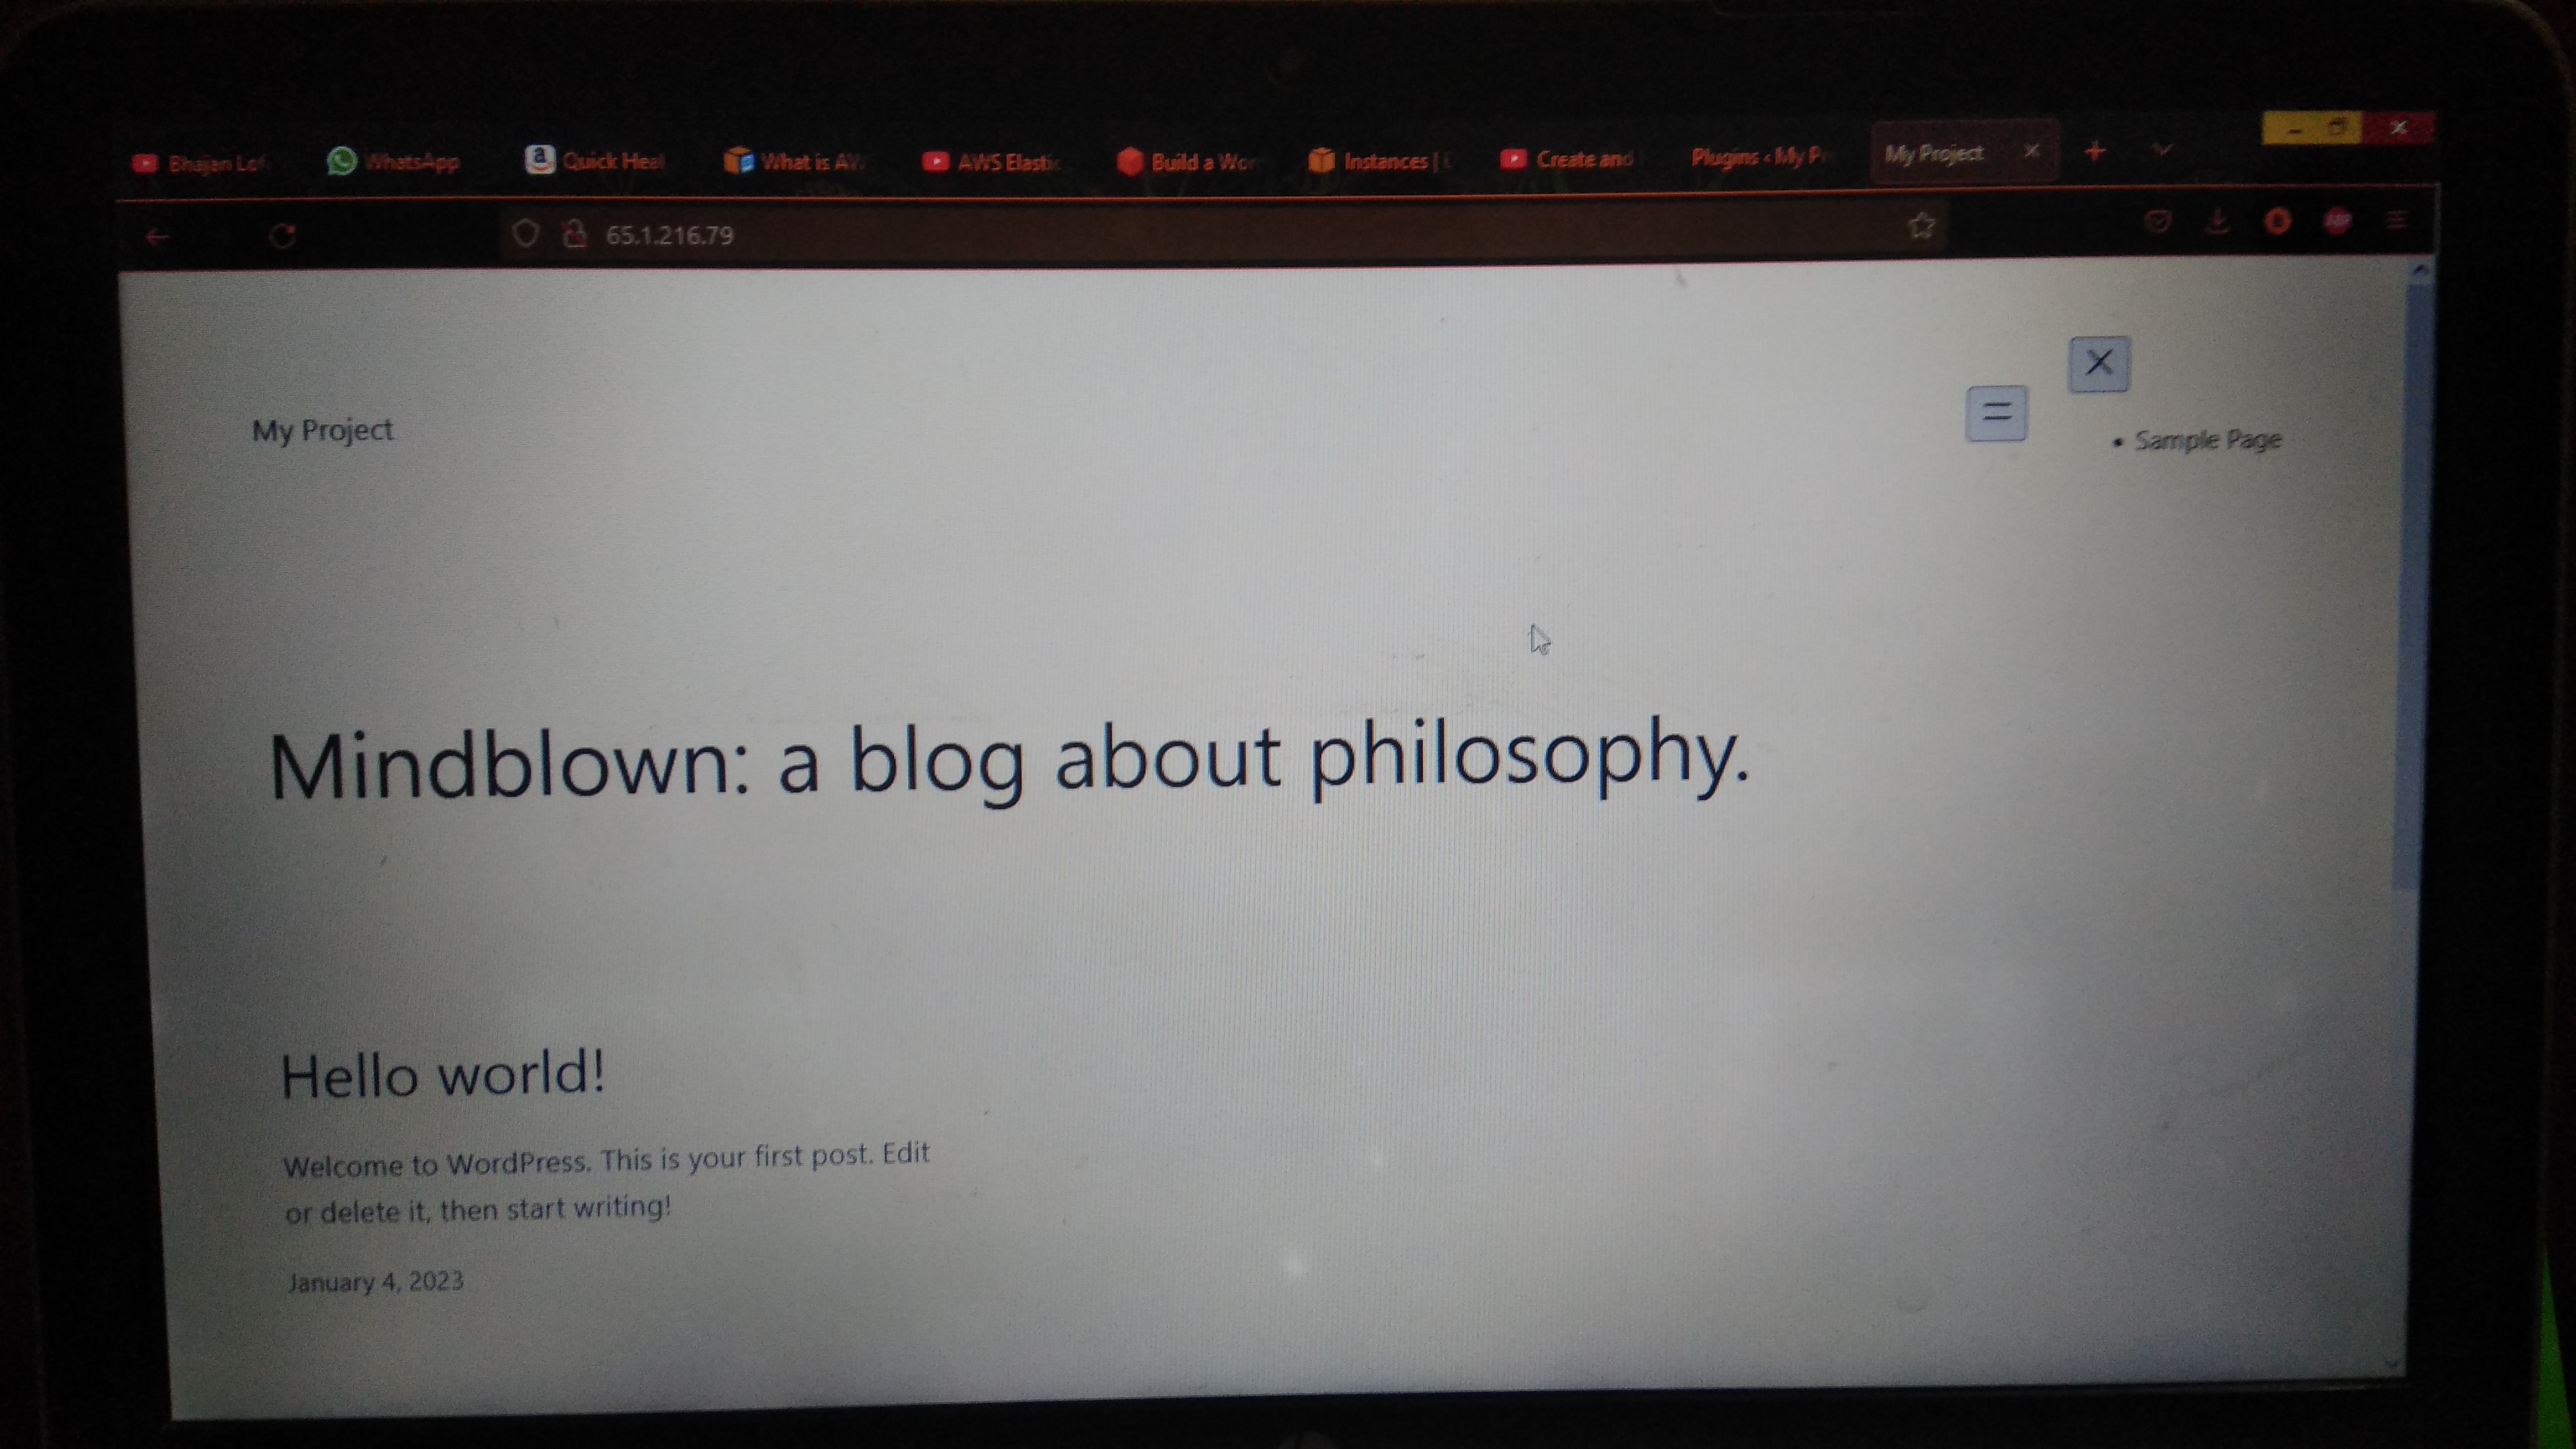 Bhajan Lo
WhatsApp
Quick Heal
What is AW
AWS Elastic
Build a Wor
Instances | E
Create and
Plugins ‹ My Pr
My Project
65.1.216.79
My Project
Sample Page
Mindblown: a blog about philosophy.
Hello world!
Welcome to WordPress. This is your first post. Edit
or delete it, then start writing!
January 4, 2023